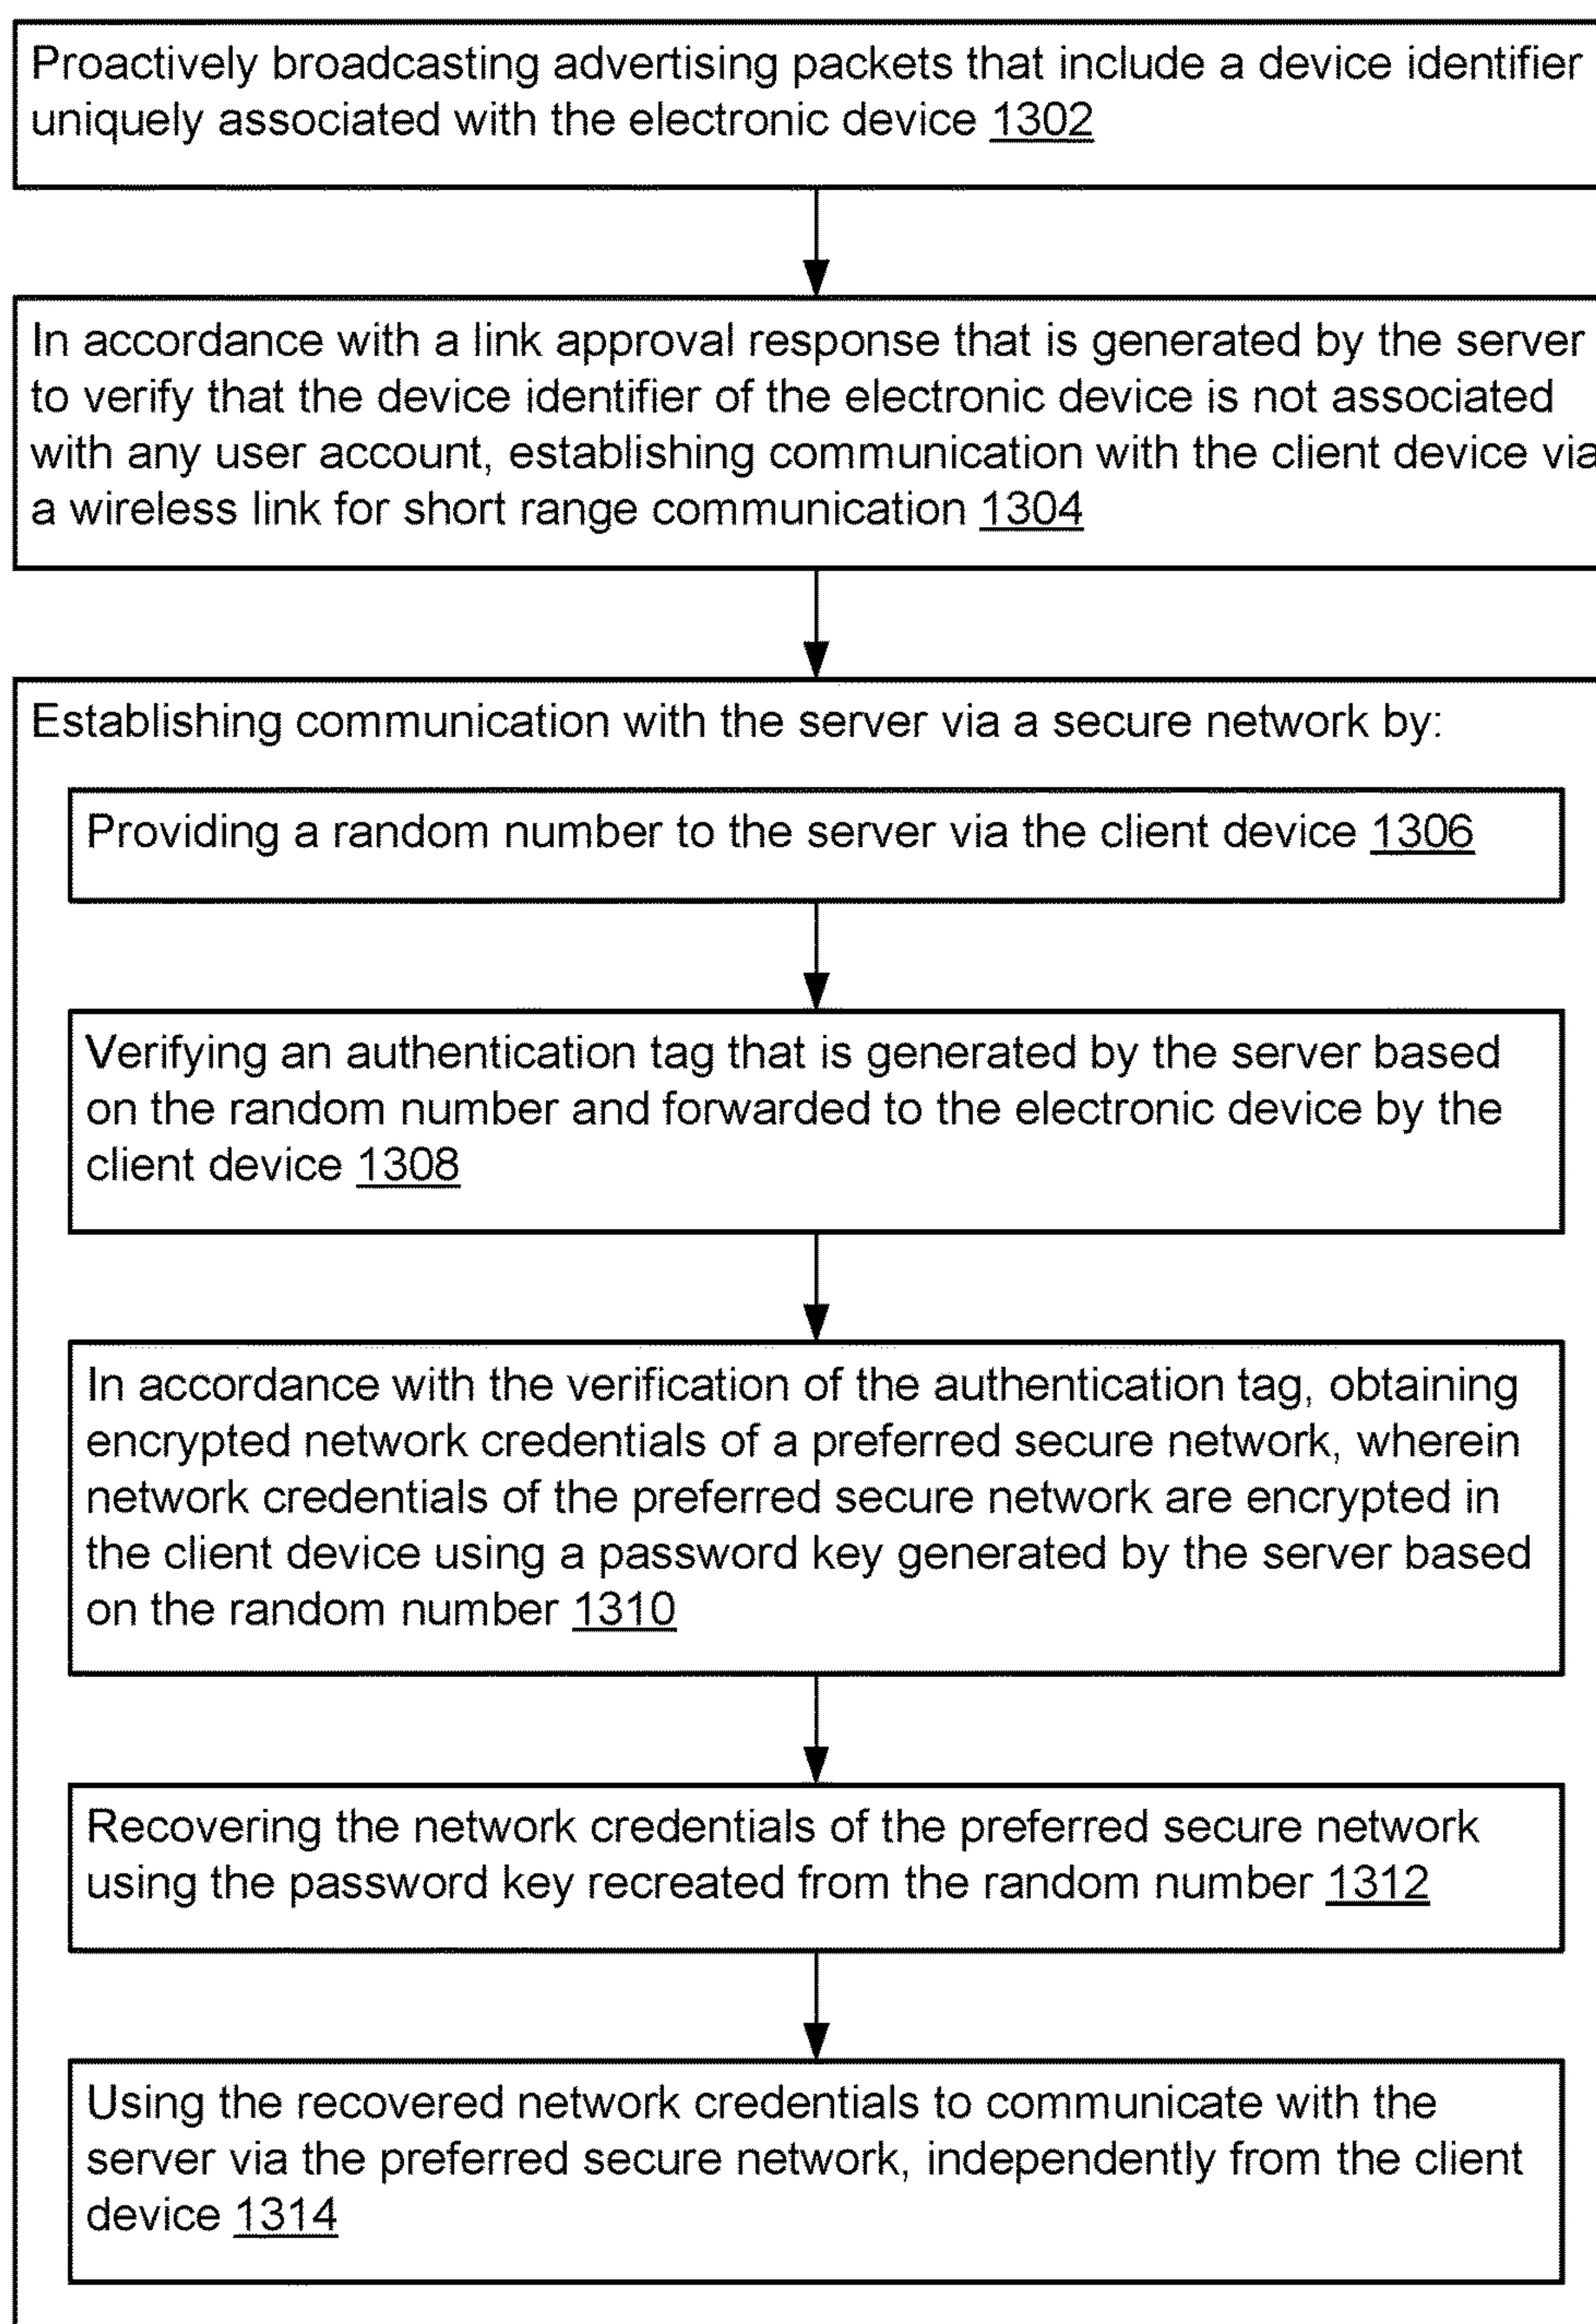 Proactively broadcasting advertising packets that include a device identifier
uniquely associated with the electronic device 1302
In accordance with a link approval response that is generated by the server
to verify that the device identifier of the electronic device is not associated
with any user account, establishing communication with the client device via
a wireless link for short range communication 1304
Establishing communication with the server via a secure network by:
Providing a random number to the server via the client device 1306
Verifying an authentication tag that is generated by the server based
on the random number and forwarded to the electronic device by the
client device 1308
In accordance with the verification of the authentication tag, obtaining
encrypted network credentials of a preferred secure network, wherein
network credentials of the preferred secure network are encrypted in
the client device using a password key generated by the server based
on the random number 1310
Recovering the network credentials of the preferred secure network
using the password key recreated from the random number 1312
Using the recovered network credentials to communicate with the
server via the preferred secure network, independently from the client
device 1314